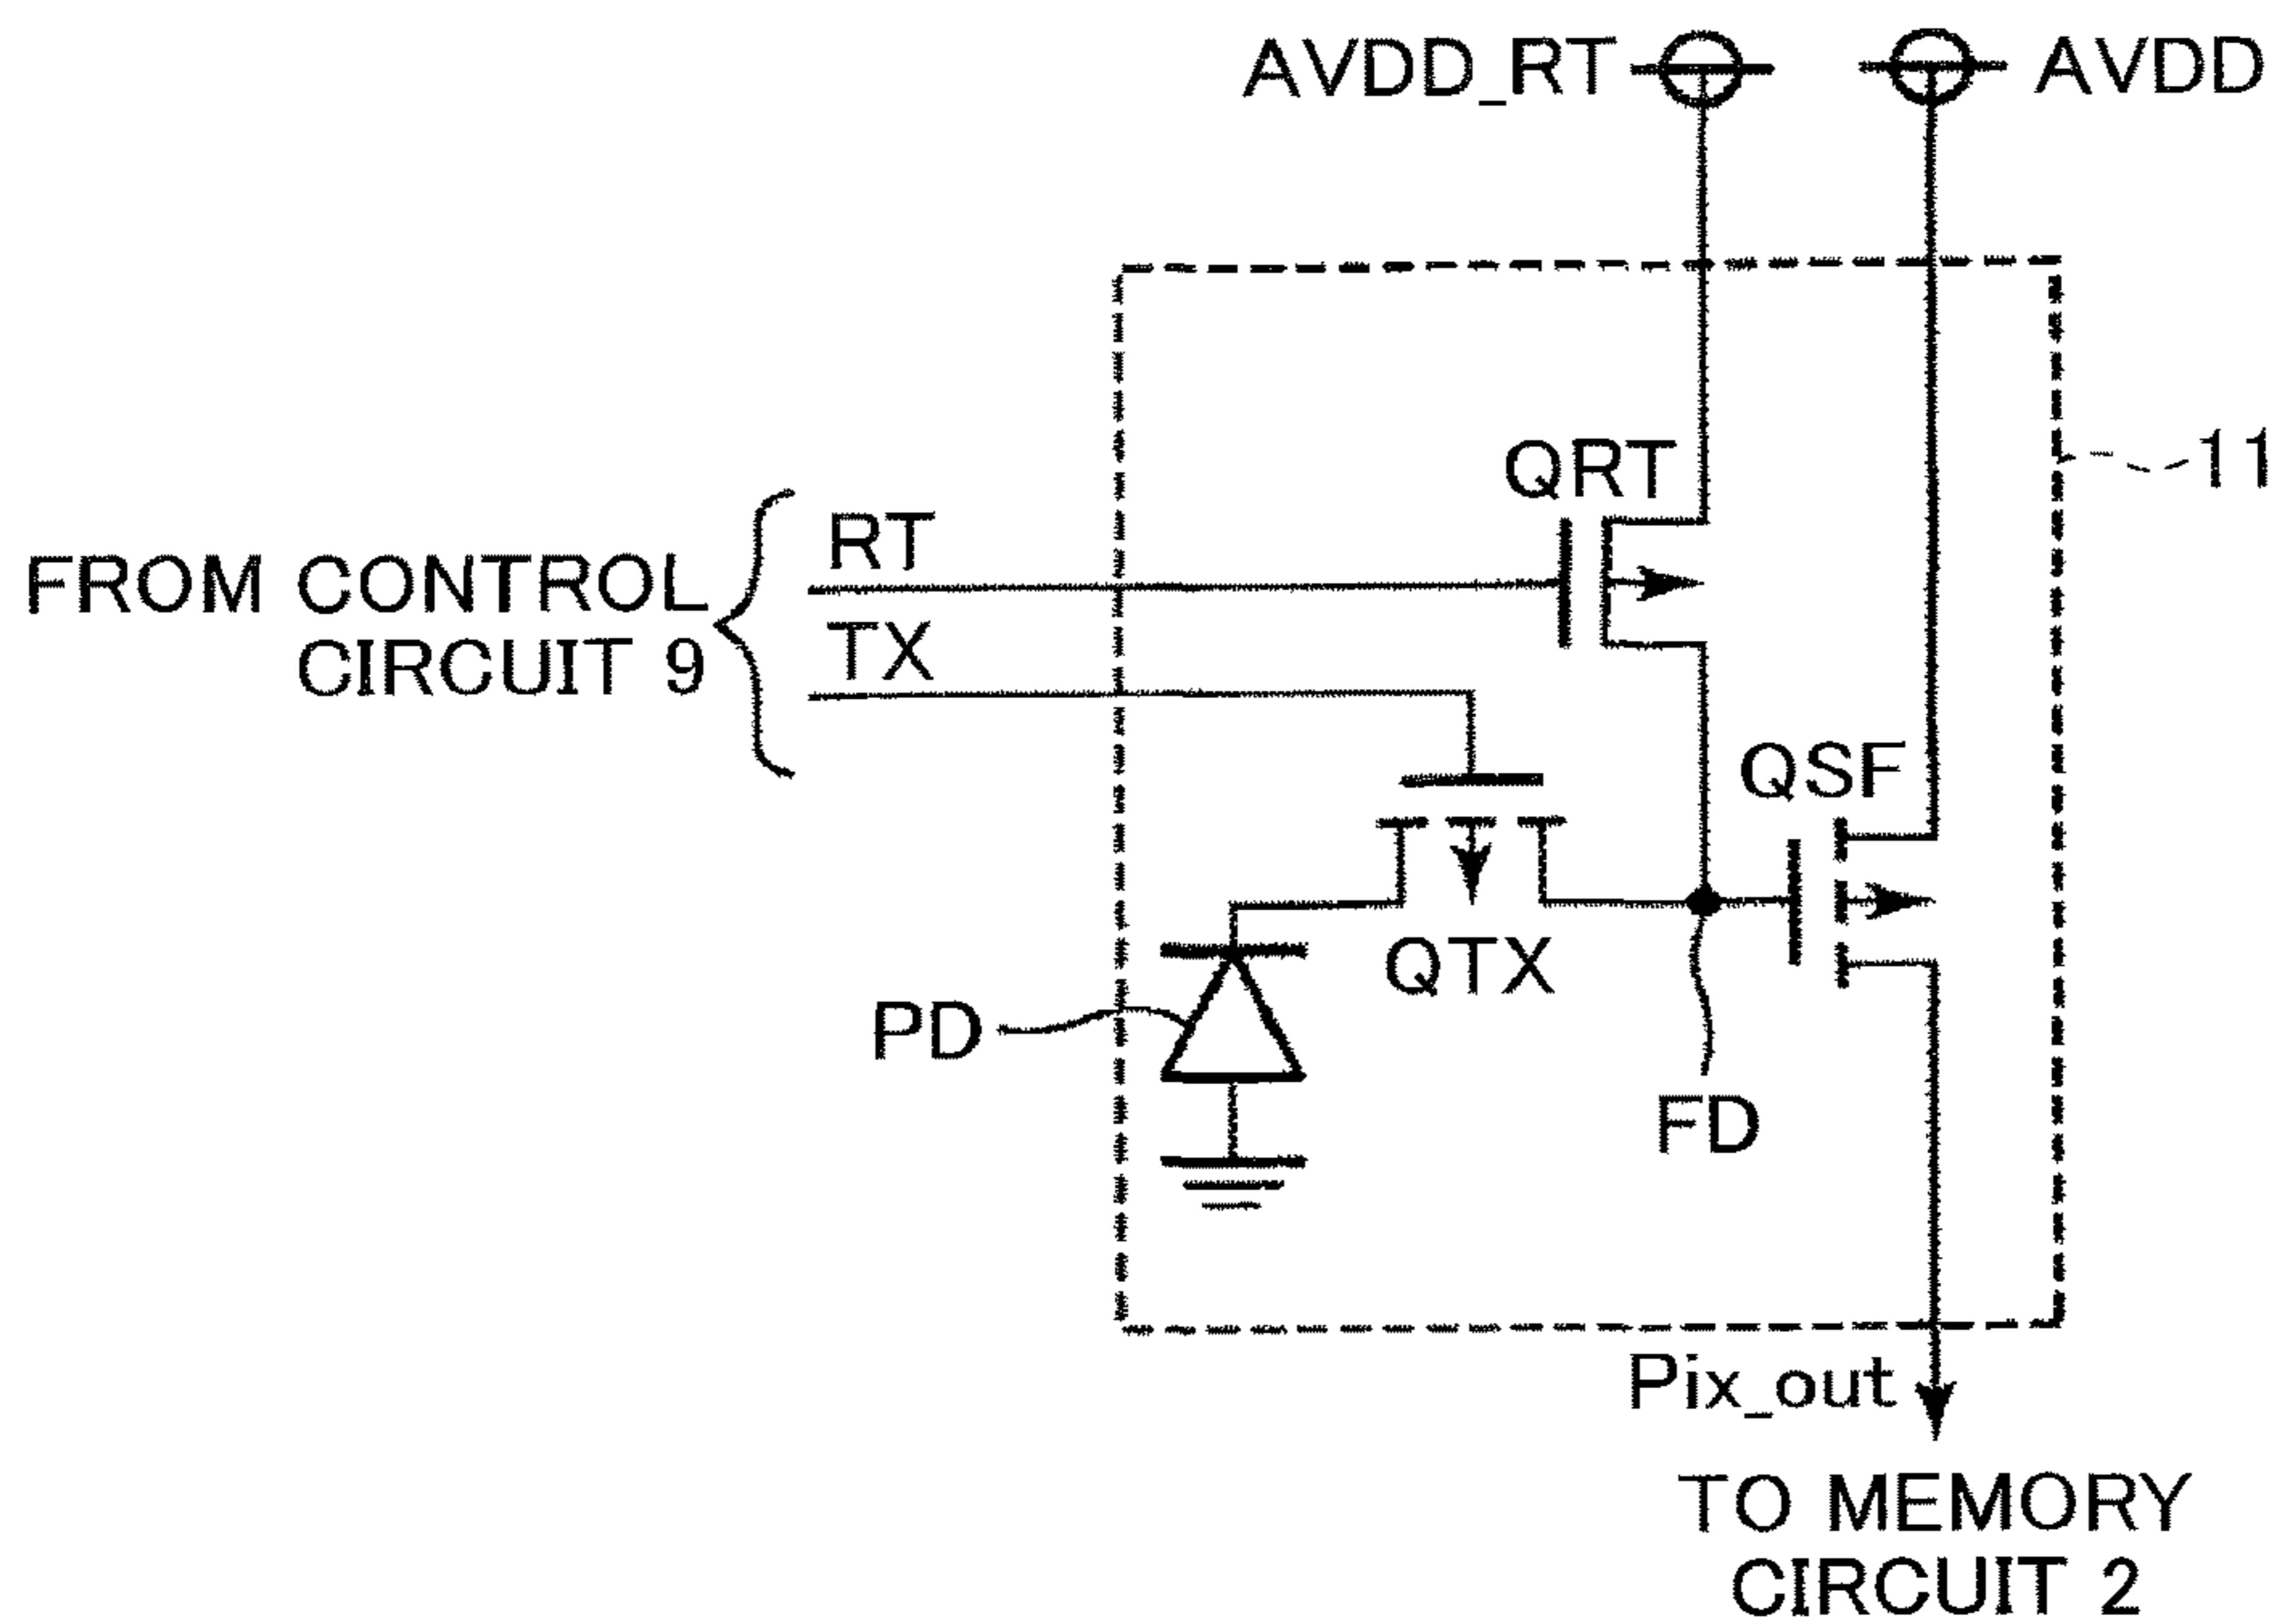 AVDD_RT
AVDD
QRT
11
RT
FROM CONTROL
CIRCUIT 9
TX
QSF
QTX
PD
FD
Pix_out
TO MEMORY
CIRCUIT 2